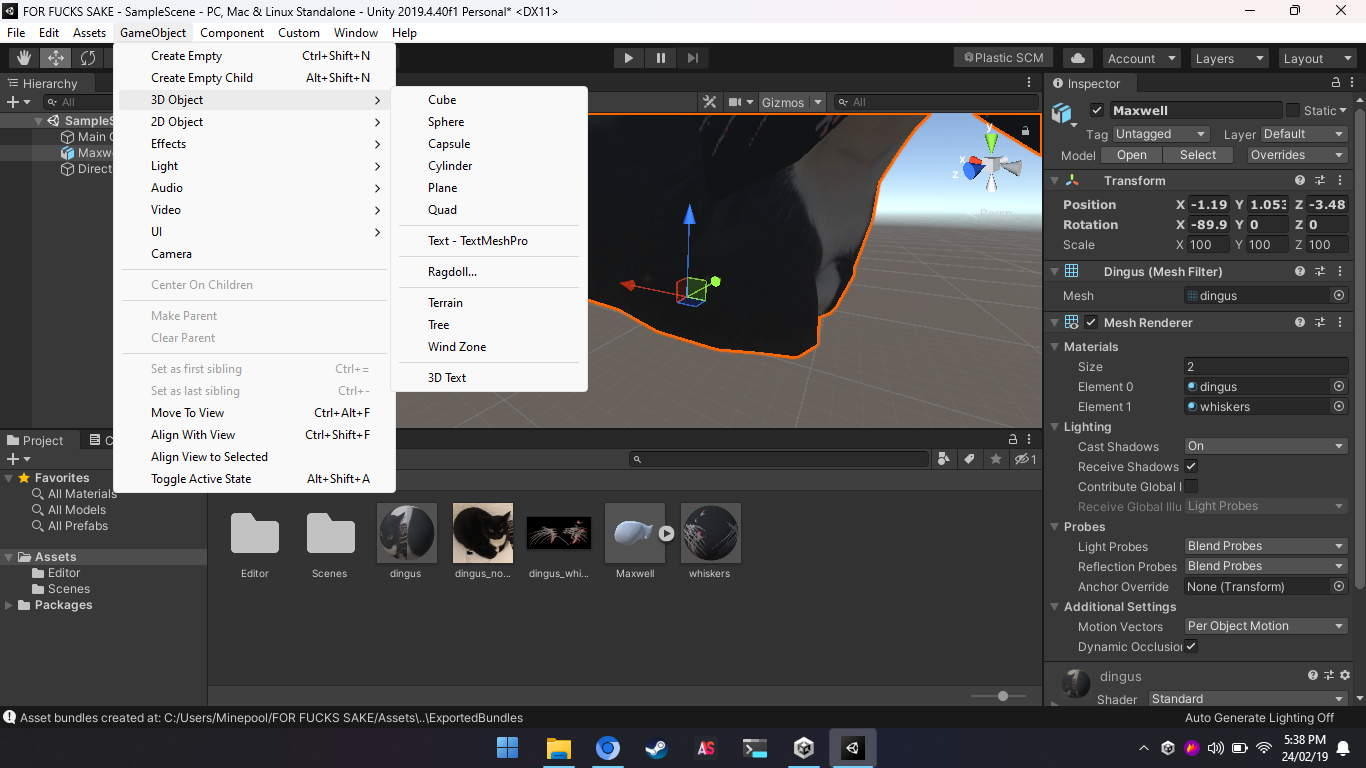 FOR FUCKS SAKE - SampleScene - PC, Mac & Linux Standalone - Unity 2019.4.40f1 Personal* <DX11>
File Edit Assets GameObject Component Custom Window Help
Plastic SCM Account Layers Layout
Hierarchy
All
SampleS
Main C
Maxw
Direct
Create Empty Ctrl+Shift+N
Create Empty Child Alt+Shift+N
3D Object
2D Object
Effects
Light
Audio
Video
UI
Camera
Center On Children
Make Parent
Clear Parent
Set as first sibling Ctrl+=
Set as last sibling Ctrl+-
Move To View Ctrl+Alt+F
Align With View Ctrl+Shift+F
Align View to Selected
Toggle Active State Alt+Shift+A
Cube
Sphere
Capsule
Cylinder
Plane
Quad
Text - TextMeshPro
Ragdoll...
Terrain
Tree
Wind Zone
3D Text
Gizmos All
y
x
z
Persp
Inspector
Maxwell Static
Tag Untagged Layer Default
Model Open Select Overrides
Transform
Position X -1.19 Y 1.053 Z -3.48
Rotation X -89.9 Y 0 Z 0
Scale X 100 Y 100 Z 100
Dingus (Mesh Filter)
Mesh dingus
Mesh Renderer
Materials
Size 2
Element 0 dingus
Element 1 whiskers
Lighting
Cast Shadows On
Receive Shadows
Contribute Global I
Receive Global Illu Light Probes
Probes
Light Probes Blend Probes
Reflection Probes Blend Probes
Anchor Override None (Transform)
Additional Settings
Motion Vectors Per Object Motion
Dynamic Occlusion
dingus
Shader Standard
Project C
1
Favorites
All Materials
All Models
All Prefabs
Assets
Editor
Scenes
Packages
Editor Scenes dingus dingus_no... dingus_whi... Maxwell whiskers
Asset bundles created at: C:/Users/Minepool/FOR FUCKS SAKE/Assets\..\ExportedBundles
Auto Generate Lighting Off
AS
5:38 PM
24/02/19